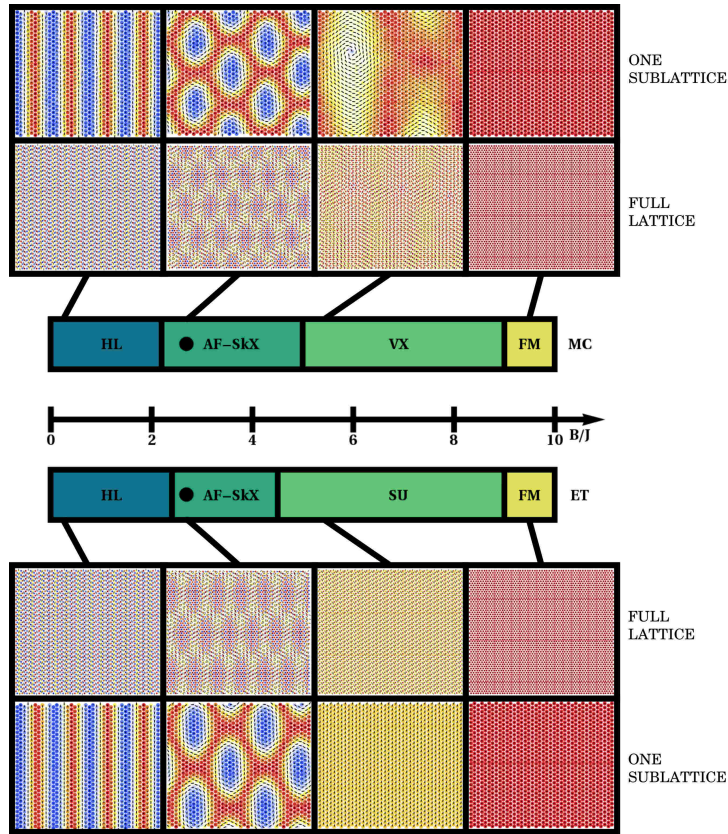 ONE
SUBLATTICE
FULL
LATTICE
HL AF–SkX VX FM MC
0 2 4 6 8 10 B/J
HL AF–SkX SU FM ET
FULL
LATTICE
ONE
SUBLATTICE